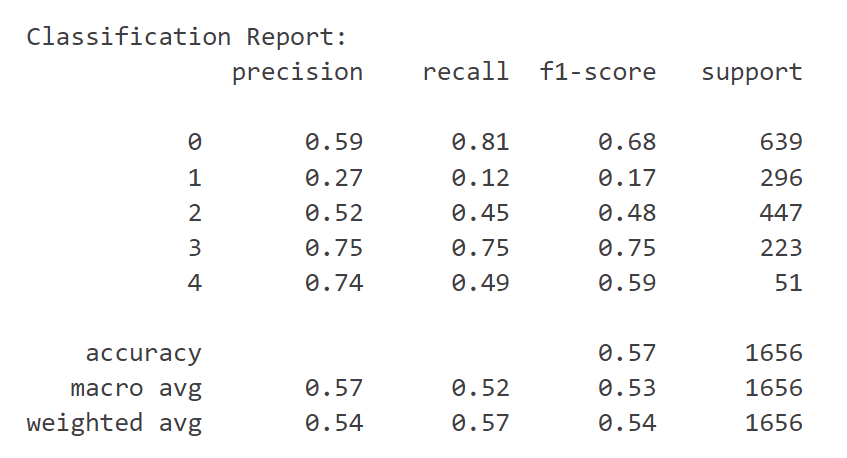 Classification Report:
precision recall f1-score support
0 0.59 0.81 0.68 639
1 0.27 0.12 0.17 296
2 0.52 0.45 0.48 447
3 0.75 0.75 0.75 223
4 0.74 0.49 0.59 51
accuracy 0.57 1656
macro avg 0.57 0.52 0.53 1656
weighted avg 0.54 0.57 0.54 1656